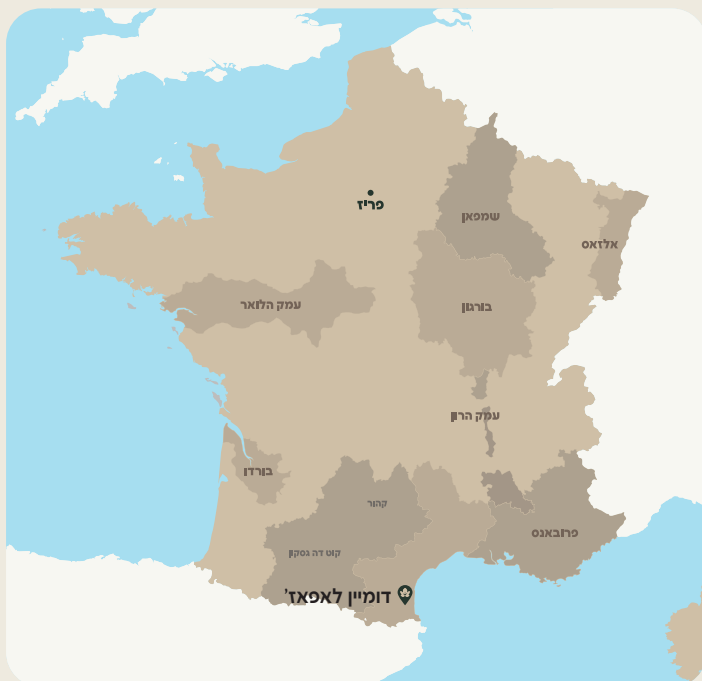 פריז
שמפאן
אלזאס
עמק הלואר
בורגון
עמק הרון
בורדו
קהור
פרובאנס
קוט דה גסקון
דומיין לאפאז'